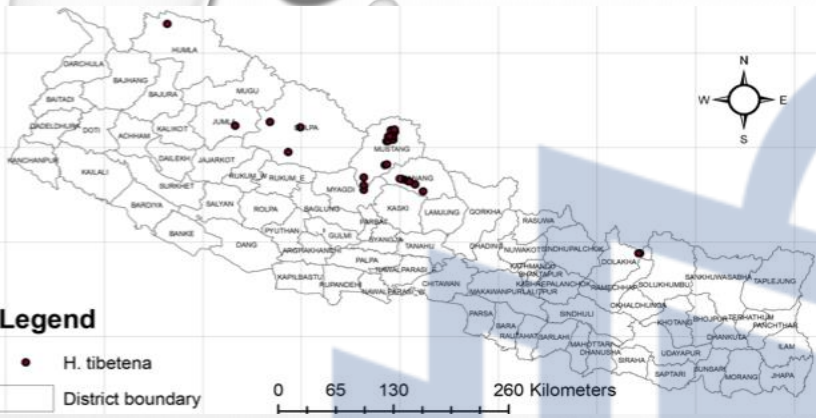 N
W E
S
HUMLA
DARCHULA
BAJHANG
MUGU
BAJURA
BAITADI
JUMLA
DADELDHURA DOTI ACHHAM KALIKOT
MUSTANG
KANCHANPUR
DAILEKH JAJARKOT
KAILALI
RUKUM_W RUKUM_E
SURKHET
MYAGDI
BARDIYA SALYAN ROLPA BAGLUNG
KASKI LAMJUNG GORKHA
PARBAT
RASUWA
BANKE
PYUTHAN GULMI SYANGJA
DANG
ARGHAKHANCHI
TANAHU DHADING NUWAKOT SINDHUPALCHOK
DOLAKHA
PALPA
KATHMANDU
BHAKTAPUR
KAPILBASTU RUPANDEHI
CHITAWAN
RAMECHHAP SOLUKHUMBU
SANKHUWASABHA TAPLEJUNG
OKHALDHUNGA
PARSA BARA
SINDHULI
KHOTANG BHOJPUR TERHATHUM
PANCHTHAR
RAUTAHAT SARLAHI MAHOTTARI
DHANUSHA
DHANKUTA
SIRAHA UDAYAPUR
ILAM
SAPTARI SUNSARI MORANG JHAPA
Legend
H. tibetena
District boundary
0 65 130 260 Kilometers